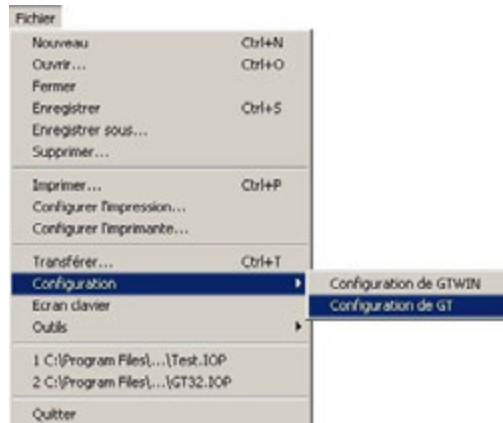 Fichier
Nouveau Ctrl+N
Ouvrir... Ctrl+O
Fermer
Enregistrer Ctrl+S
Enregistrer sous...
Supprimer...
Imprimer... Ctrl+P
Configurer l'impression...
Configurer l'imprimante...
Transférer... Ctrl+T
Configuration
Configuration de GTWIN
Configuration de GT
Ecran clavier
Outils
1 C:\Program Files\...\Test.IOP
2 C:\Program Files\...\GT32.IOP
Quitter